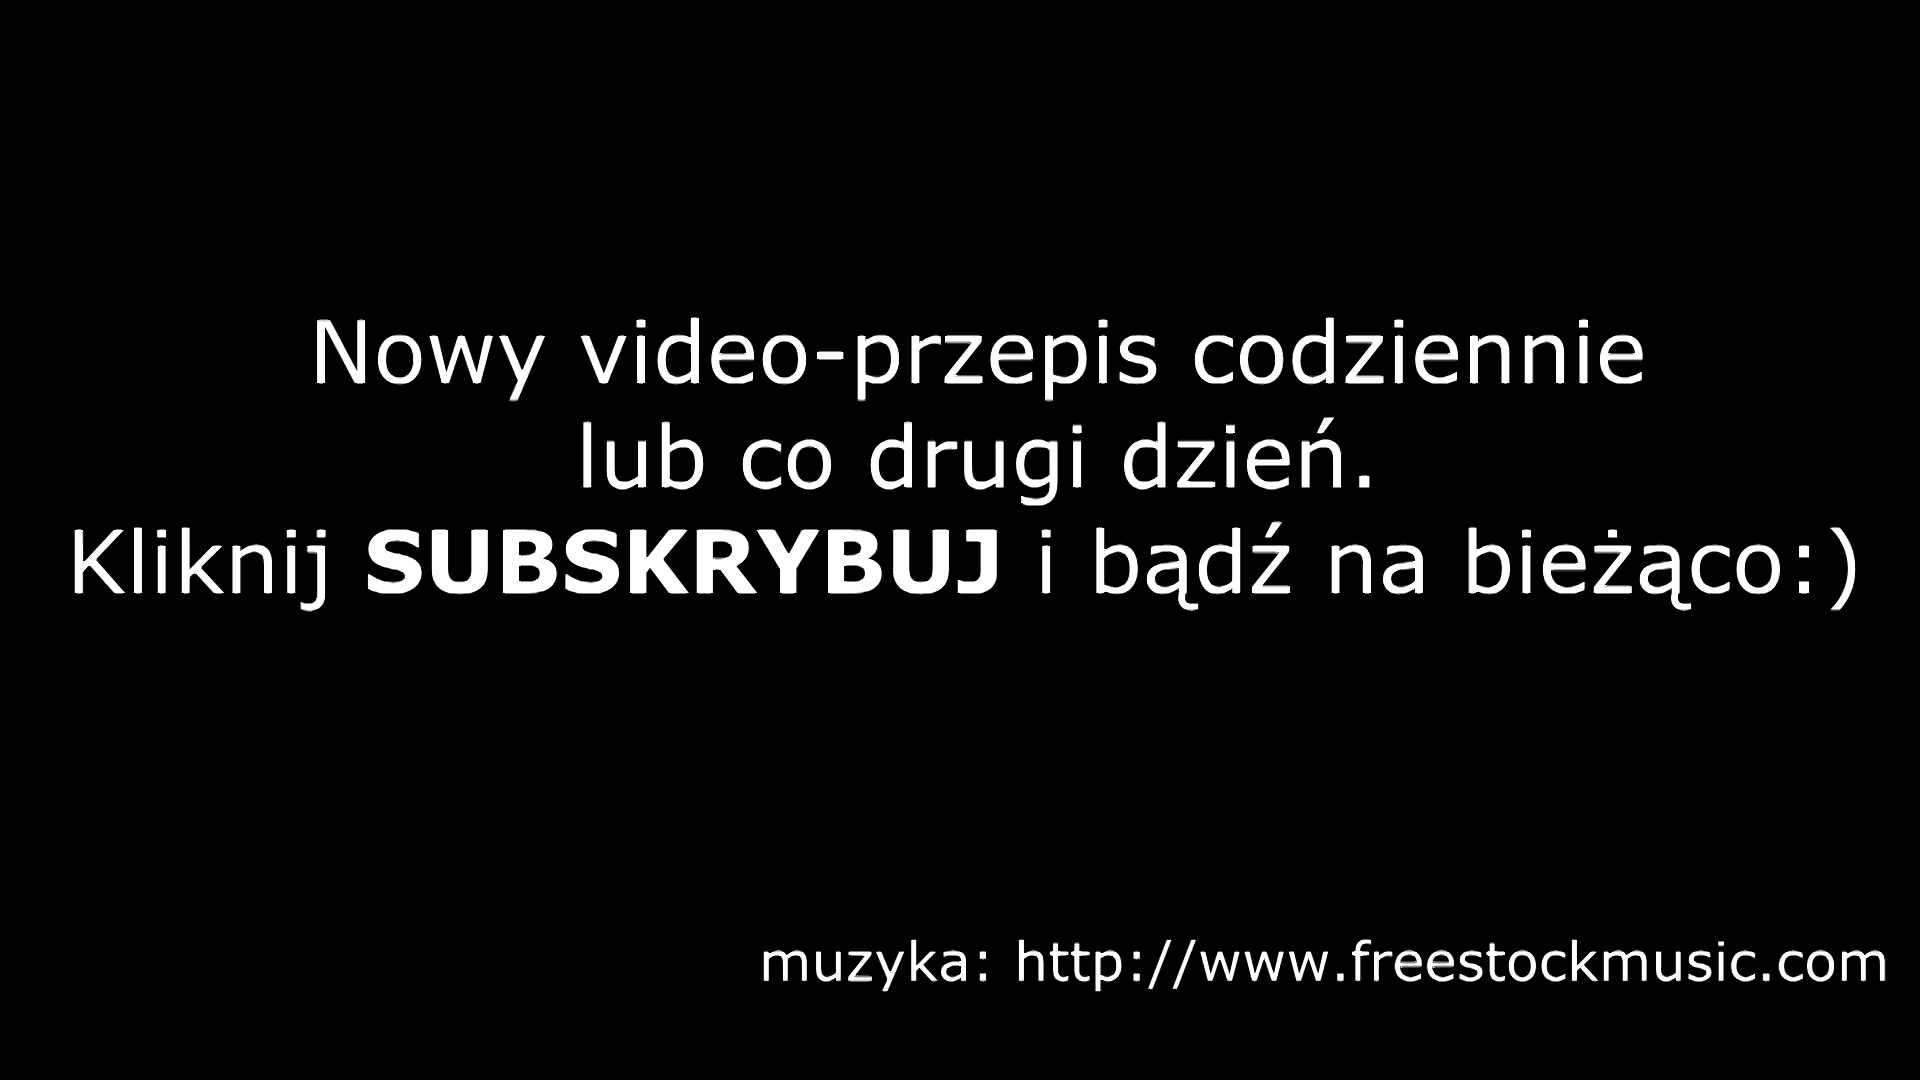 Nowy video-przepis codziennie
lub co drugi dzień.
Kliknij SUBSKRYBUJ i bądź na bieżąco:)
muzyka: http://www.freestockmusic.com